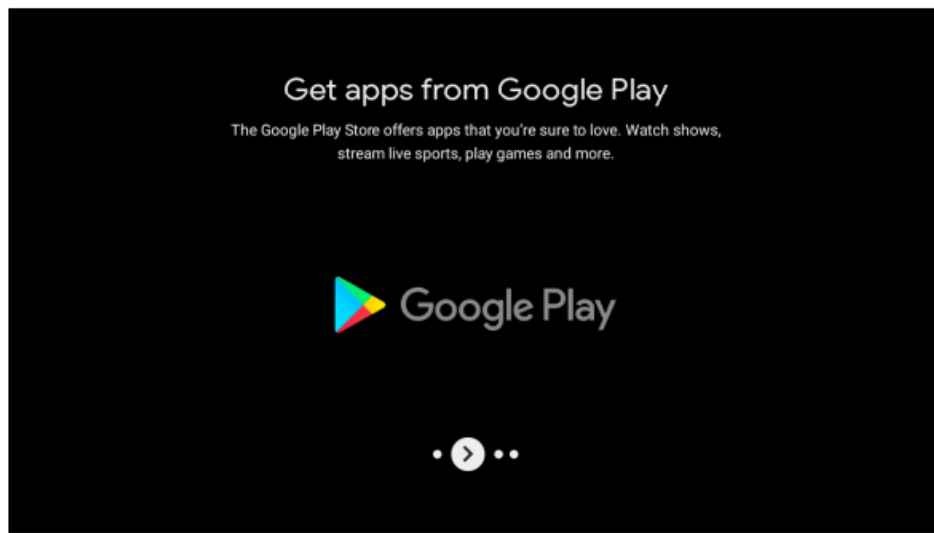 Get apps from Google Play
The Google Play Store offers apps that you're sure to love. Watch shows,
stream live sports, play games and more.
Google Play